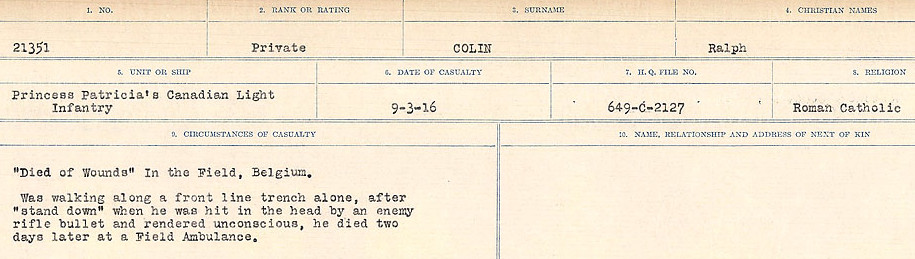 1. NO. 2. RANK OR RATING 3. SURNAME 4. CHRISTIAN NAMES
21351 Private COLIN Ralph
5. UNIT OR SHIP 6. DATE OF CASUALTY 7. H. Q. FILE NO. 8. RELIGION
Princess Patricia's Canadian Light
Infantry 9-3-16 649-C-2127 Roman Catholic
9. CIRCUMSTANCES OF CASUALTY 10. NAME, RELATIONSHIP AND ADDRESS OF NEXT OF KIN
"Died of Wounds" In the Field, Belgium.
Was walking along a front line trench alone, after
"stand down" when he was hit in the head by an enemy
rifle bullet and rendered unconscious, he died two
days later at a Field Ambulance.